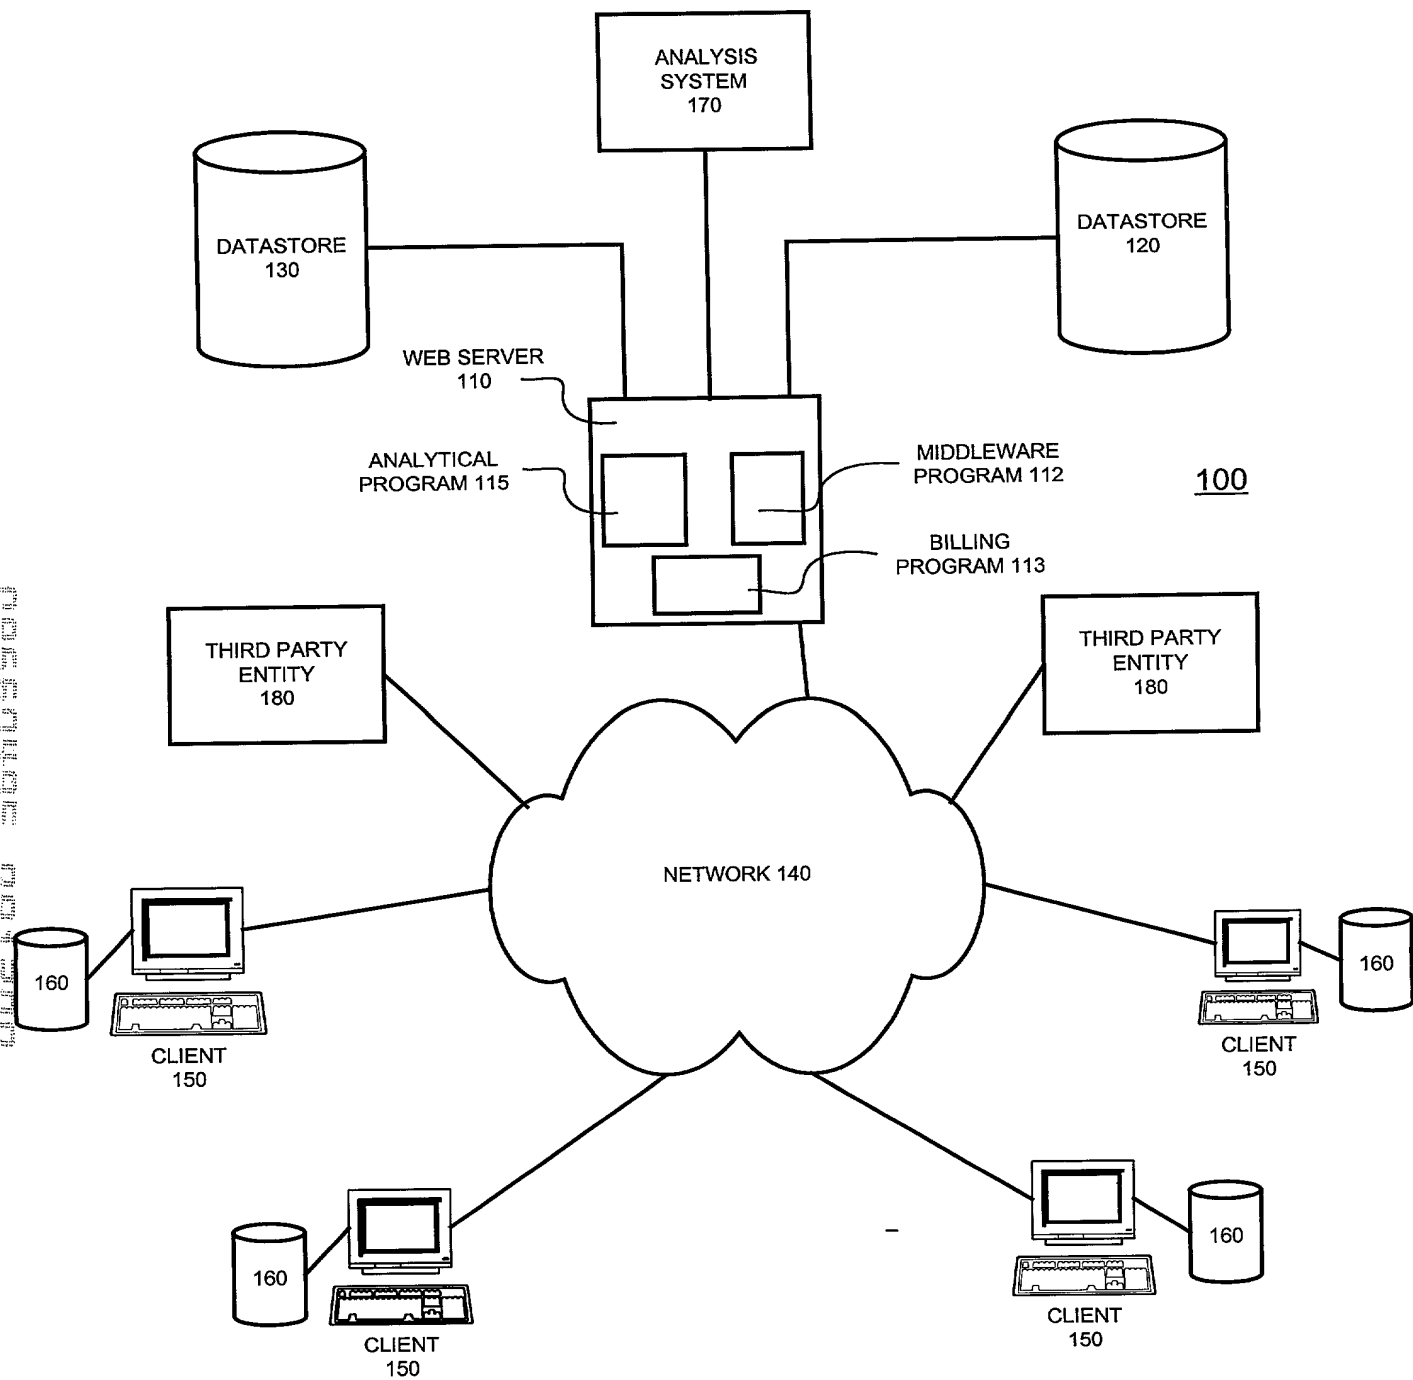 ANALYSIS
SYSTEM
170
DATASTORE
130
DATASTORE
120
WEB SERVER
110
ANALYTICAL
PROGRAM 115
MIDDLEWARE
PROGRAM 112
100
BILLING
PROGRAM 113
THIRD PARTY
ENTITY
180
THIRD PARTY
ENTITY
180
NETWORK 140
160
CLIENT
150
160
CLIENT
150
160
CLIENT
150
160
CLIENT
150